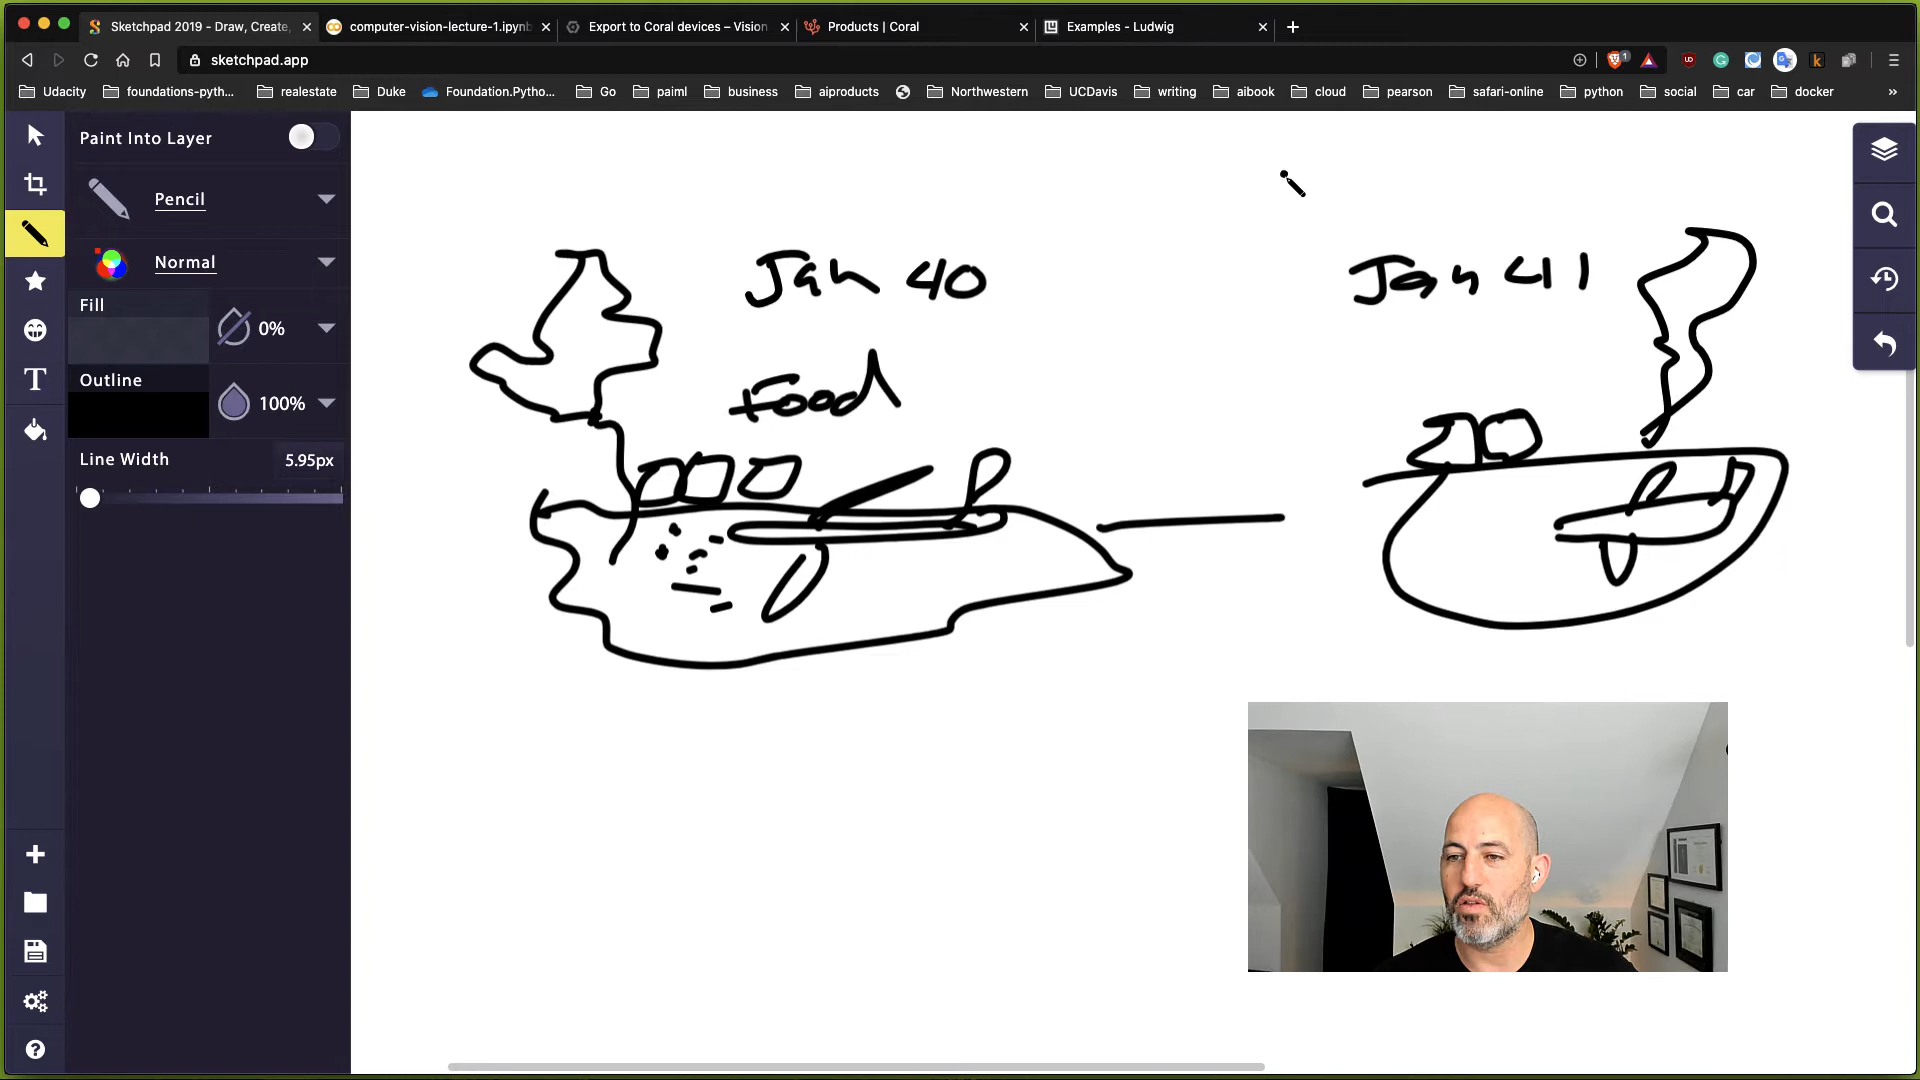 Sketchpad 2019 - Draw, Create,
computer-vision-lecture-1.ipynb
Export to Coral devices – Vision
Products | Coral
Examples - Ludwig
sketchpad.app
1
Udacity
foundations-pyth...
realestate
Duke
Foundation.Pytho...
Go
paiml
business
aiproducts
Northwestern
UCDavis
writing
aibook
cloud
pearson
safari-online
python
social
car
docker
»
Paint Into Layer
Pencil
Normal
Fill
0%
Outline
100%
Line Width
5.95px
Jan 40
Jan 41
Food